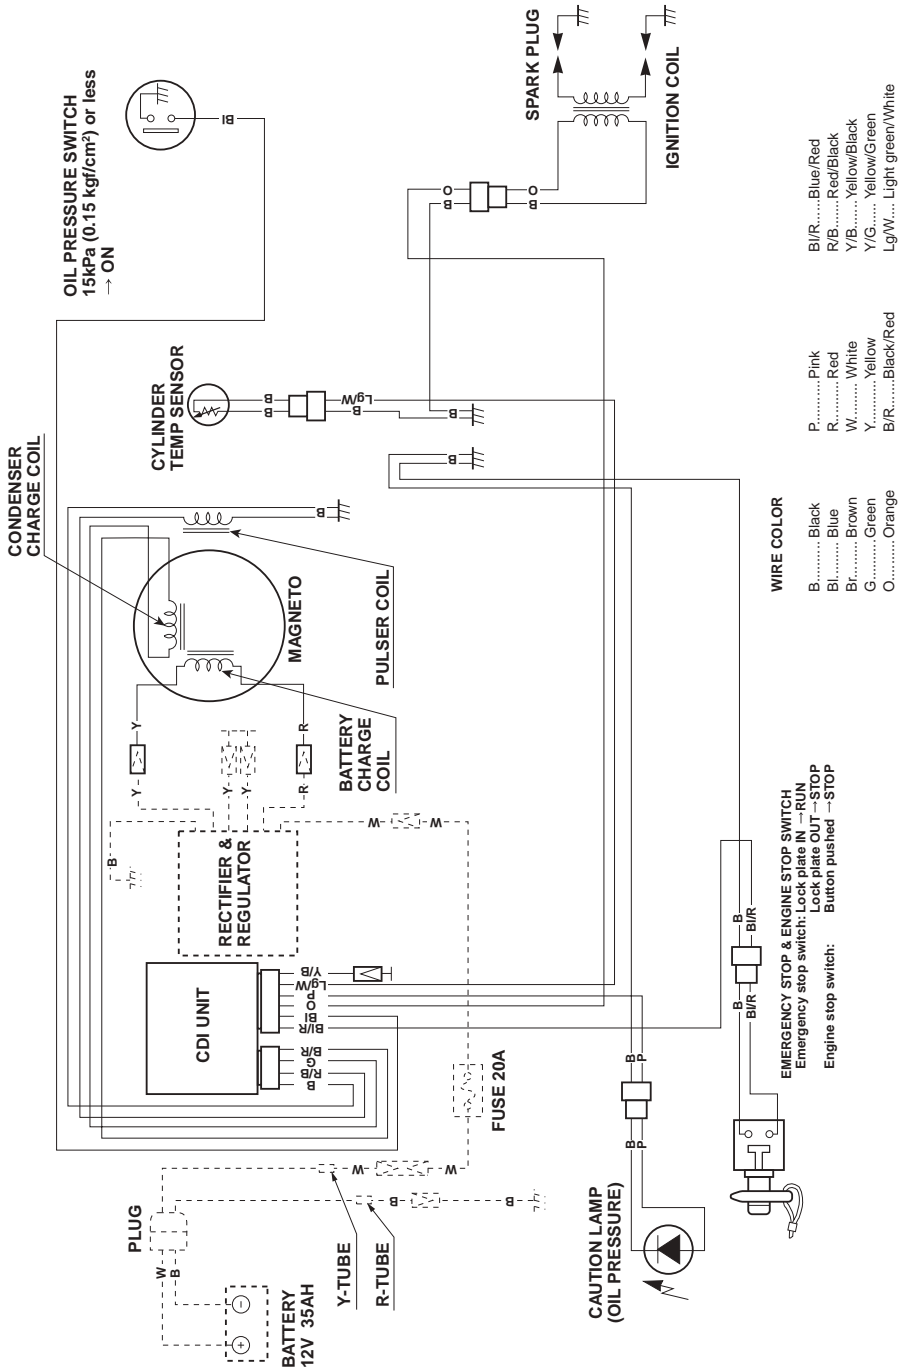 OIL PRESSURE SWITCH
15kPa (0.15 kgf/cm²) or less
→ ON
Bl
SPARK PLUG
IGNITION COIL
O
B
O
B
CYLINDER
TEMP SENSOR
B
B
Lg/W
B
B
B
CONDENSER
CHARGE COIL
B
MAGNETO
PULSER COIL
BATTERY
CHARGE
COIL
Y
R
Y
Y
Y
R
W
W
B
RECTIFIER &
REGULATOR
CDI UNIT
Y/B
Lg/W
P
O
Bl
Bl/R
B/R
G
R/B
B
FUSE 20A
W
W
B
B
PLUG
W
B
BATTERY
12V 35AH
Y-TUBE
R-TUBE
CAUTION LAMP
(OIL PRESSURE)
B
P
B
P
B
Bl/R
B
Bl/R
EMERGENCY STOP & ENGINE STOP SWITCH
Emergency stop switch: Lock plate IN →RUN
Lock plate OUT →STOP
Engine stop switch: Button pushed →STOP
WIRE COLOR
B.......... Black
Bl......... Blue
Br......... Brown
G......... Green
O......... Orange
P.........Pink
R.........Red
W........White
Y.........Yellow
B/R......Black/Red
Bl/R......Blue/Red
R/B......Red/Black
Y/B......Yellow/Black
Y/G..... Yellow/Green
Lg/W.... Light green/White